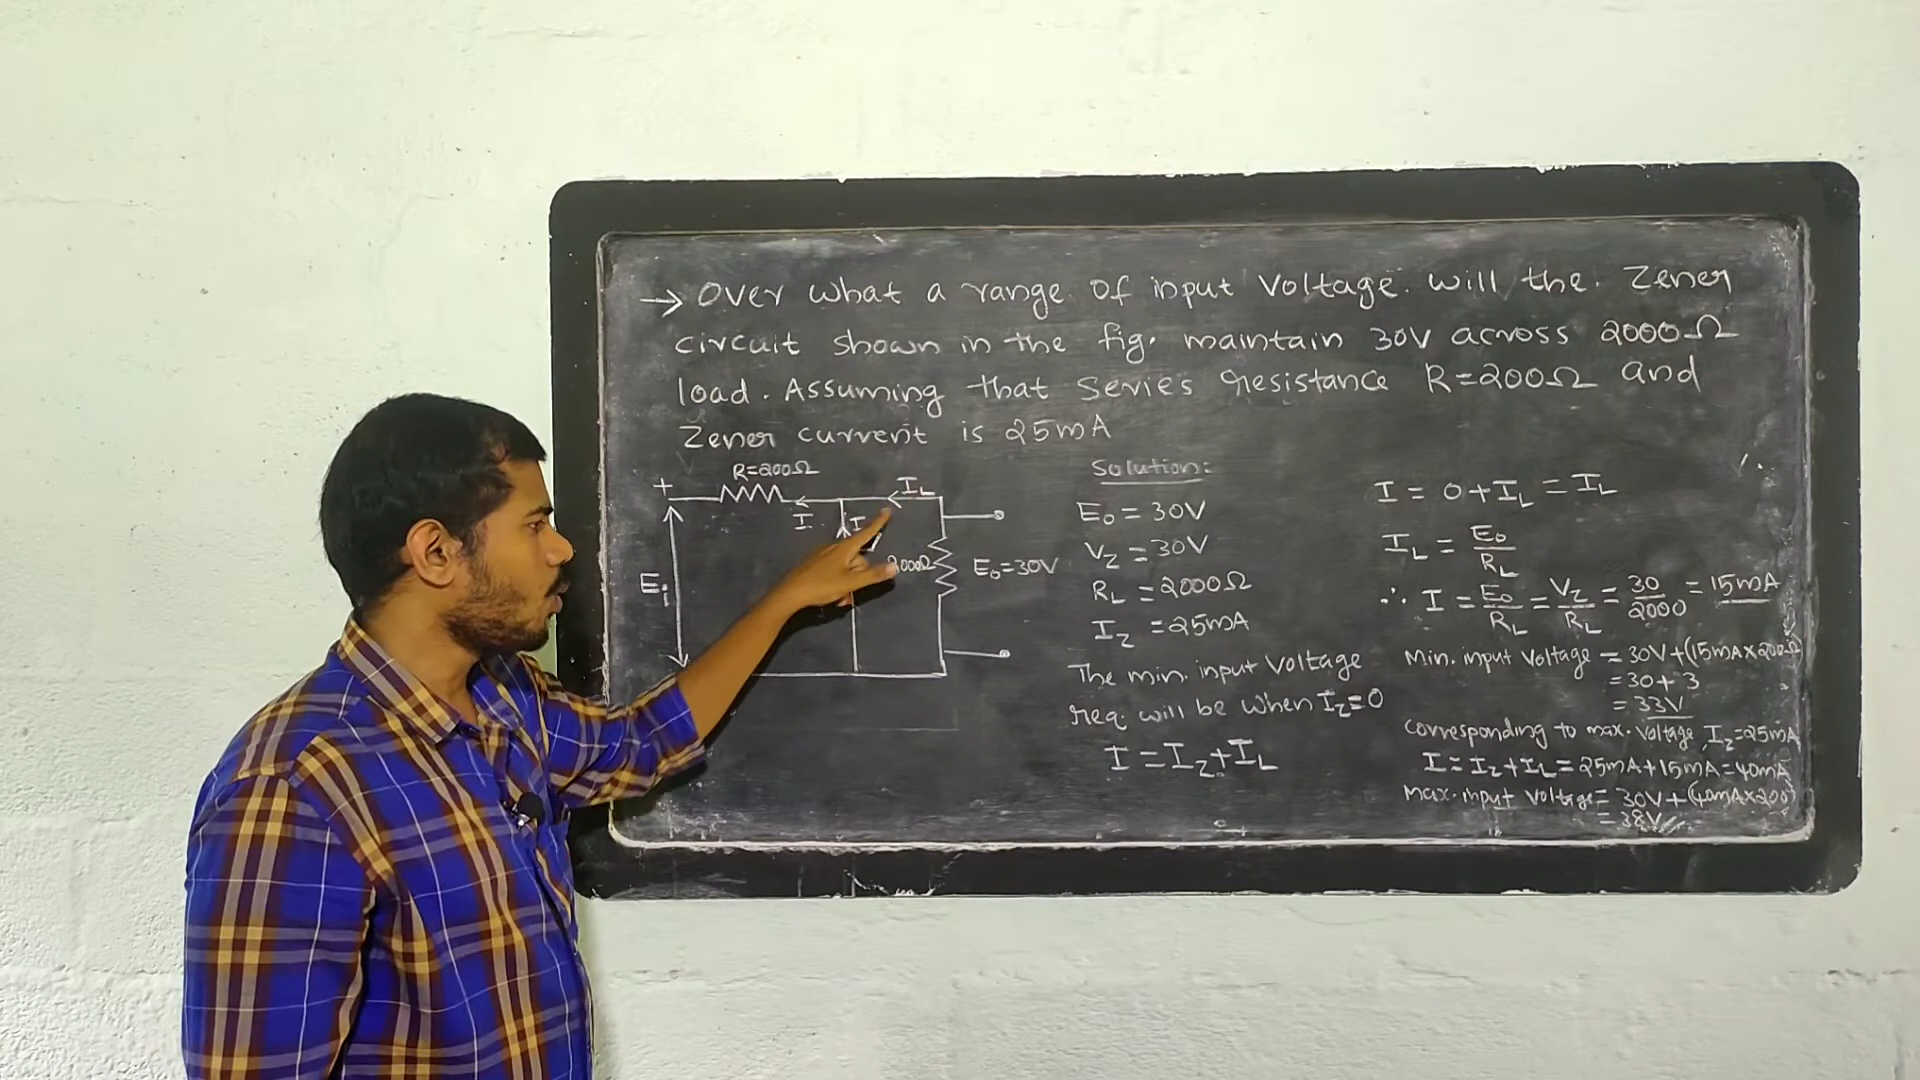 → Over what a range of input voltage. will the. Zener
circuit shown in the fig. maintain 30V across 2000Ω
load. Assuming that series resistance R=200Ω and
Zener current is 25mA
R=200Ω
+
I
I
I_L
2000Ω
E₀=30V
Eᵢ
Solution:
E₀ = 30V
V_Z = 30V
R_L = 2000Ω
I_Z = 25mA
The min. input voltage
req. will be when I_Z=0
I = I_Z+I_L
I = 0+I_L = I_L
I_L = E₀/R_L
∴ I = E₀/R_L = V_Z/R_L = 30/2000 = 15mA
Min. input voltage = 30V+(15mA×200Ω)
= 30+3
= 33V
corresponding to max. voltage, I_Z=25mA
I = I_Z+I_L = 25mA+15mA=40mA
Max. input voltage = 30V+(40mA×200)
= 38V